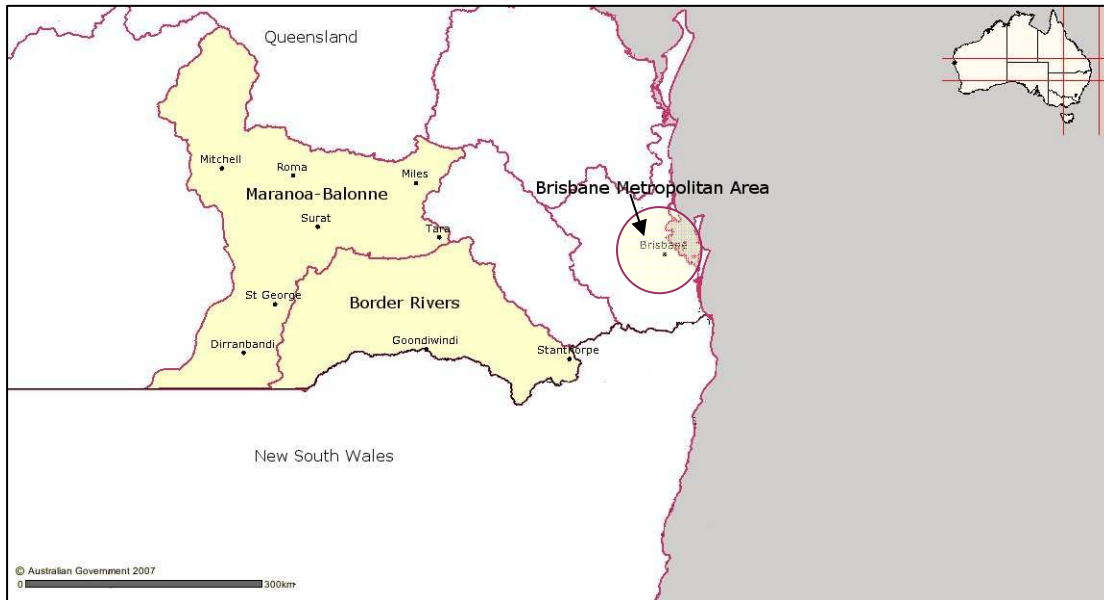 Queensland
Mitchell
Roma
Miles
Maranoa-Balonne
Brisbane Metropolitan Area
Surat
Tara
Brisbane
St George
Border Rivers
Dirranbandi
Goondiwindi
Stanthorpe
New South Wales
© Australian Government 2007
0 300km